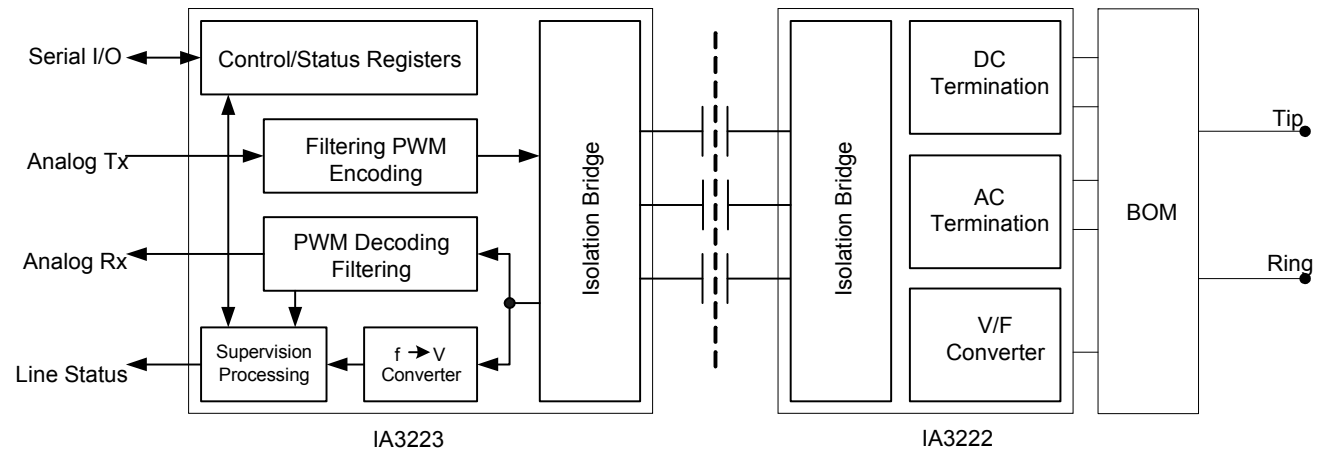 Serial I/O
Control/Status Registers
Analog Tx
Filtering PWM
Encoding
Analog Rx
PWM Decoding
Filtering
Line Status
Supervision
Processing
f → V
Converter
Isolation Bridge
IA3223
Isolation Bridge
DC
Termination
AC
Termination
V/F
Converter
IA3222
BOM
Tip
Ring